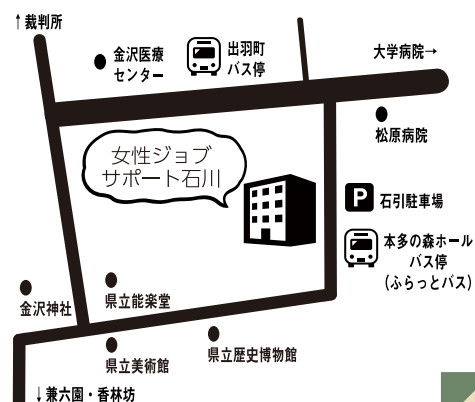 ↑裁判所
金沢医療
センター
出羽町
バス停
大学病院→
松原病院
女性ジョブ
サポート石川
P 石引駐車場
本多の森ホール
バス停
（ふらっとバス）
金沢神社
県立能楽堂
県立美術館
県立歴史博物館
↓兼六園・香林坊